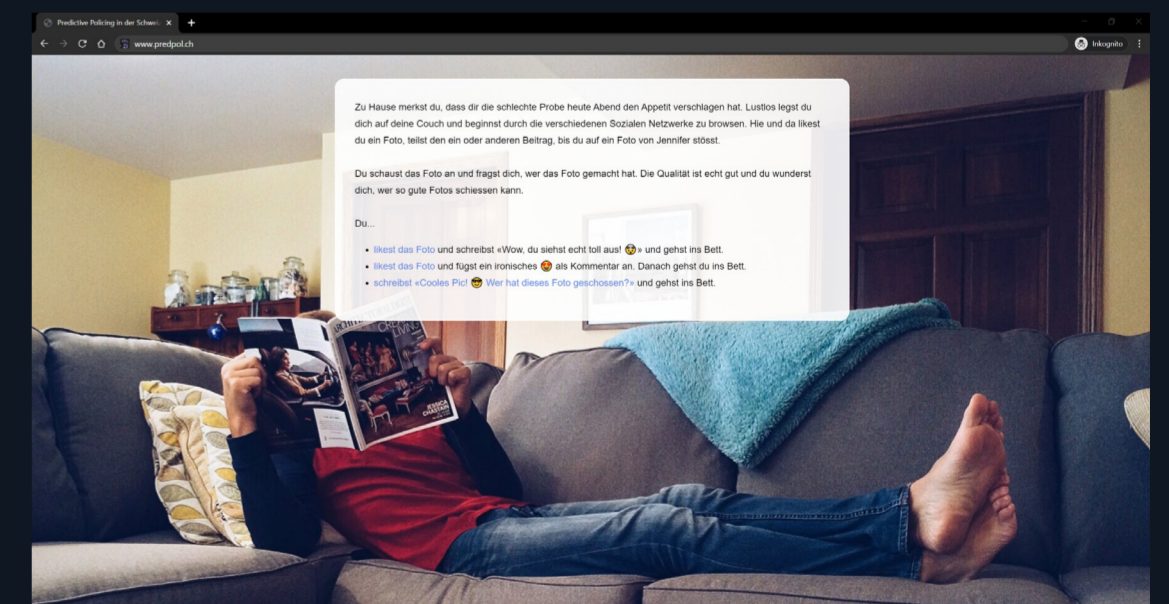 Predictive Policing in der Schwei
www.predpol.ch
Inkognito
Zu Hause merkst du, dass dir die schlechte Probe heute Abend den Appetit verschlagen hat. Lustlos legst du
dich auf deine Couch und beginnst durch die verschiedenen Sozialen Netzwerke zu browsen. Hie und da likest
du ein Foto, teilst den ein oder anderen Beitrag, bis du auf ein Foto von Jennifer stösst.
Du schaust das Foto an und fragst dich, wer das Foto gemacht hat. Die Qualität ist echt gut und du wunderst
dich, wer so gute Fotos schiessen kann.
Du...
• likest das Foto und schreibst «Wow, du siehst echt toll aus! 🤯» und gehst ins Bett.
• likest das Foto und fügst ein ironisches 🥵 als Kommentar an. Danach gehst du ins Bett.
• schreibst «Cooles Pic! 😎 Wer hat dieses Foto geschossen?» und gehst ins Bett.
JESSICA
CHASTAIN